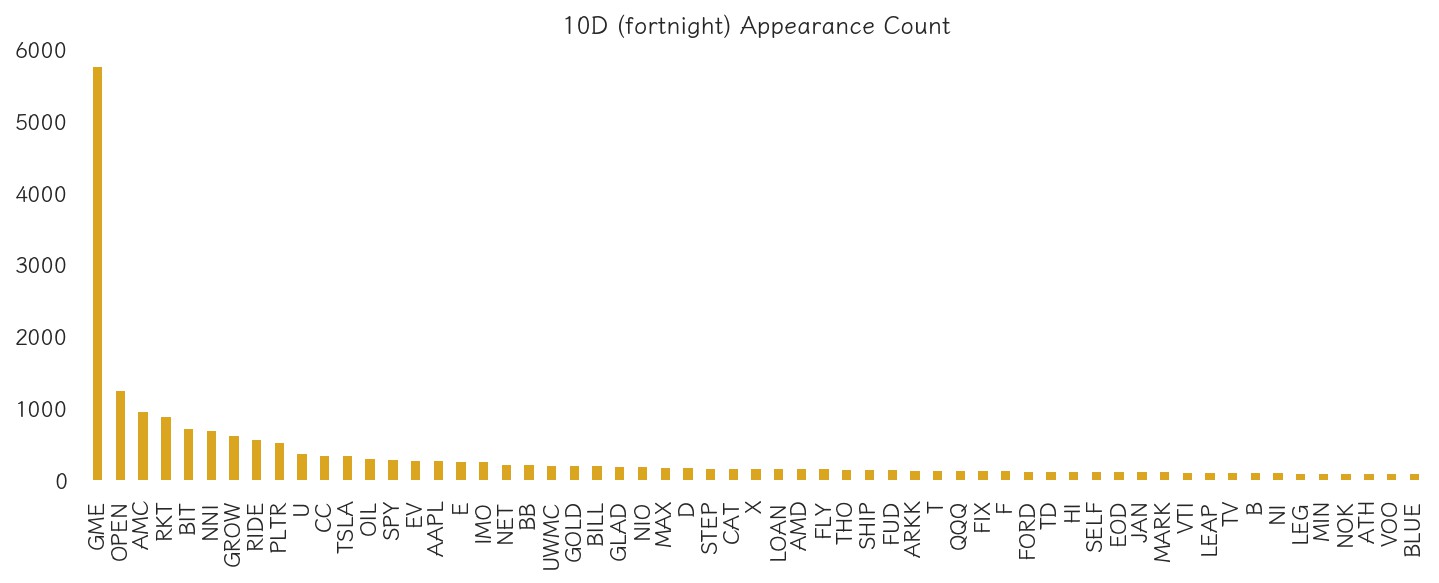 10D (fortnight) Appearance Count
6000
5000
4000
3000
2000
1000
0
GME
OPEN
AMC
RKT
BIT
NNI
GROW
RIDE
PLTR
U
CC
TSLA
OIL
SPY
EV
AAPL
E
IMO
NET
BB
UWMC
GOLD
BILL
GLAD
NIO
MAX
D
STEP
CAT
X
LOAN
AMD
FLY
THO
SHIP
FUD
ARKK
T
QQQ
FIX
F
FORD
TD
HI
SELF
EOD
JAN
MARK
VTI
LEAP
TV
B
NI
LEG
MIN
NOK
ATH
VOO
BLUE